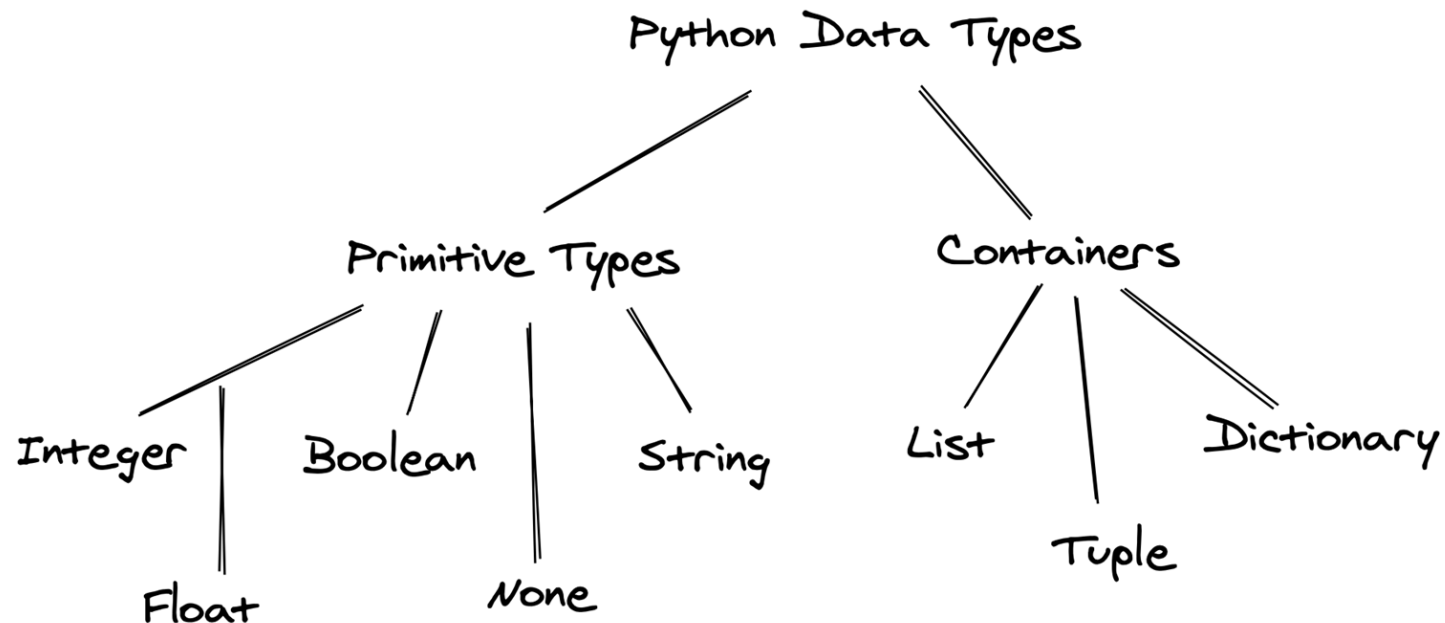 Python Data Types
Primitive Types
Containers
Integer
Boolean
String
List
Dictionary
Float
None
Tuple